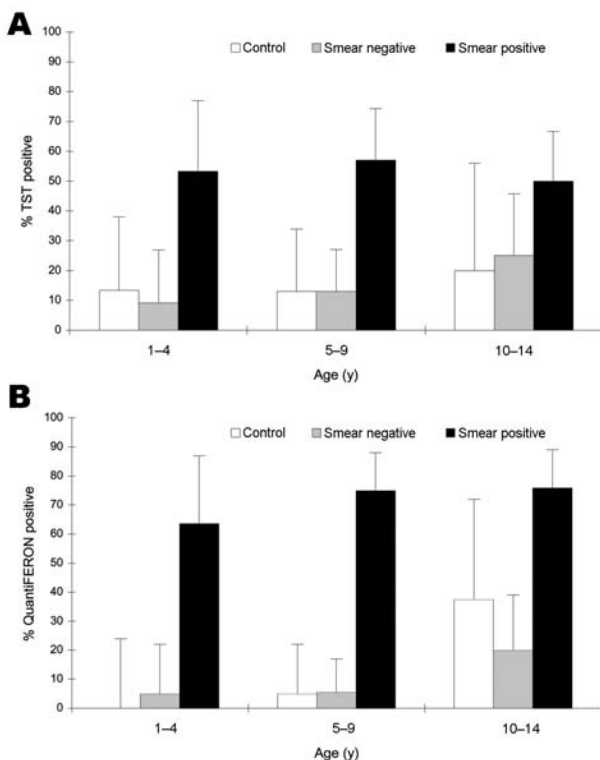 A
Control Smear negative Smear positive
% TST positive
100
90
80
70
60
50
40
30
20
10
0
1–4 5–9 10–14
Age (y)
B
Control Smear negative Smear positive
% QuantiFERON positive
100
90
80
70
60
50
40
30
20
10
0
1–4 5–9 10–14
Age (y)